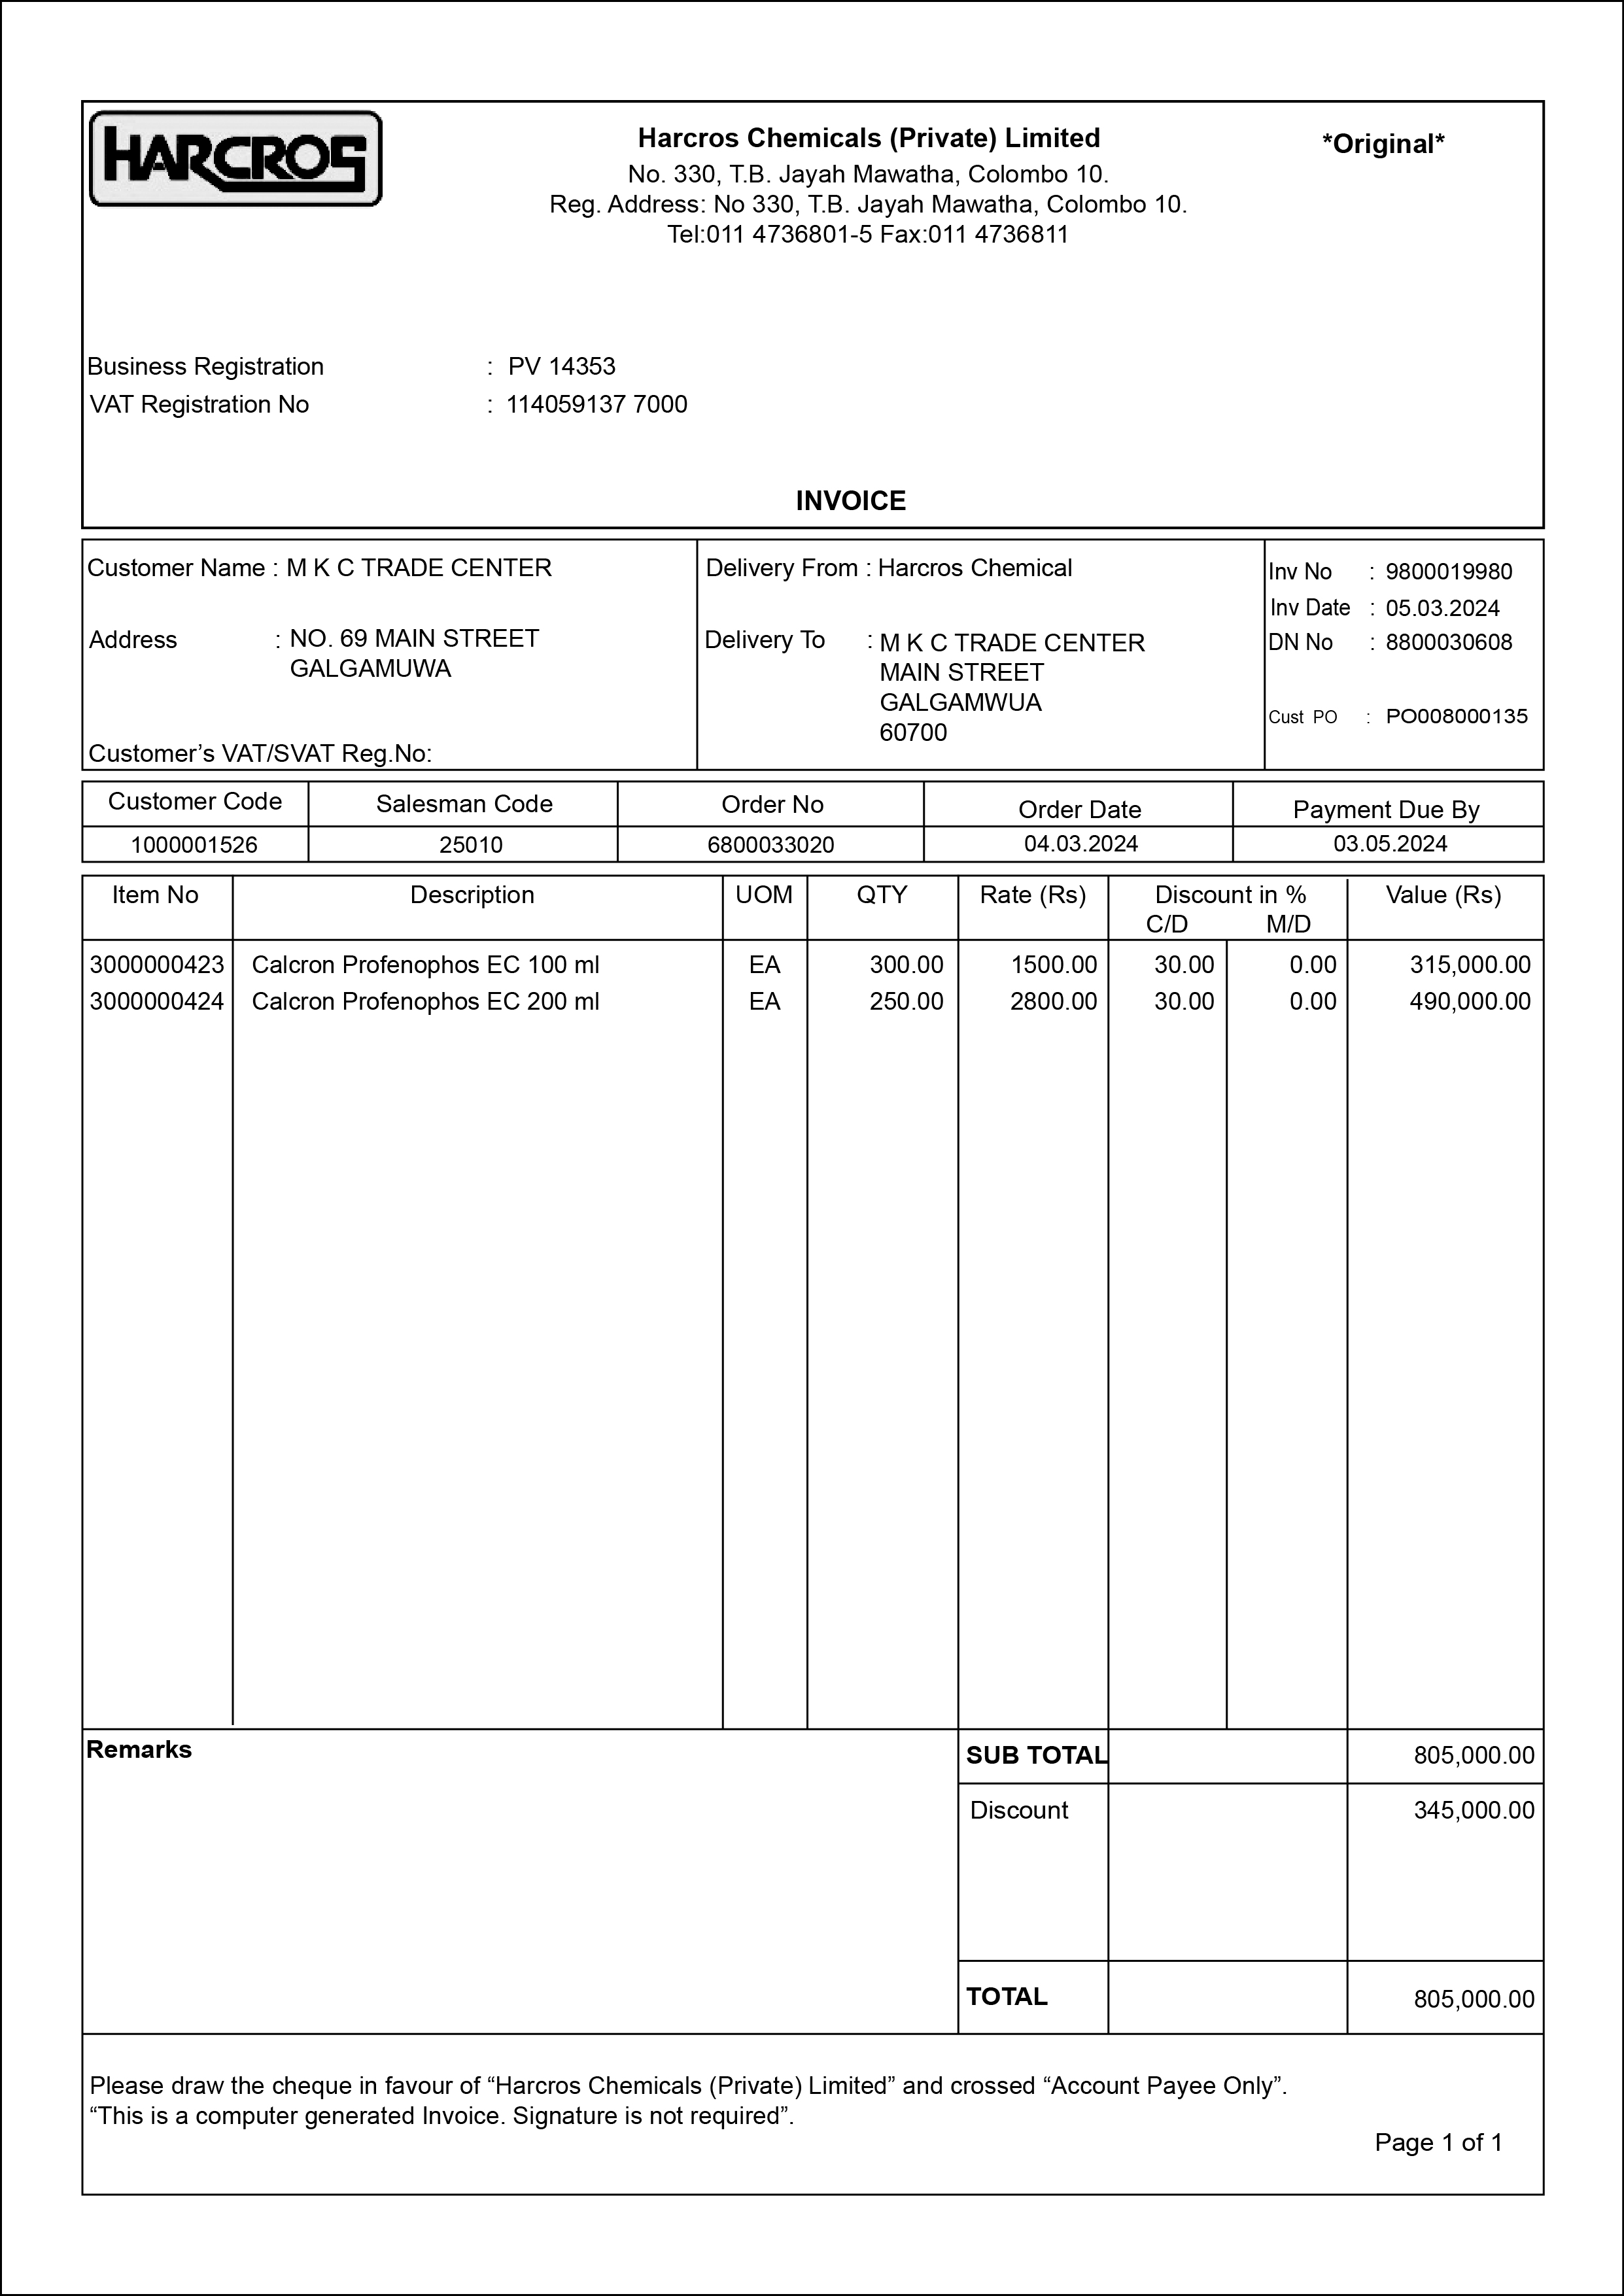 HARCROS
Harcros Chemicals (Private) Limited
*Original*
No. 330, T.B. Jayah Mawatha, Colombo 10.
Reg. Address: No 330, T.B. Jayah Mawatha, Colombo 10.
Tel:011 4736801-5 Fax:011 4736811
Business Registration : PV 14353
VAT Registration No : 114059137 7000
INVOICE
Customer Name : M K C TRADE CENTER
Address : NO. 69 MAIN STREET
GALGAMUWA
Customer’s VAT/SVAT Reg.No:
Delivery From : Harcros Chemical
Delivery To : M K C TRADE CENTER
MAIN STREET
GALGAMWUA
60700
Inv No : 9800019980
Inv Date : 05.03.2024
DN No : 8800030608
Cust PO : PO008000135
Customer Code Salesman Code Order No Order Date Payment Due By
1000001526 25010 6800033020 04.03.2024 03.05.2024
Item No Description UOM QTY Rate (Rs) Discount in % Value (Rs)
C/D M/D
3000000423 Calcron Profenophos EC 100 ml EA 300.00 1500.00 30.00 0.00 315,000.00
3000000424 Calcron Profenophos EC 200 ml EA 250.00 2800.00 30.00 0.00 490,000.00
Remarks
SUB TOTAL 805,000.00
Discount 345,000.00
TOTAL 805,000.00
Please draw the cheque in favour of “Harcros Chemicals (Private) Limited” and crossed “Account Payee Only”.
“This is a computer generated Invoice. Signature is not required”.
Page 1 of 1